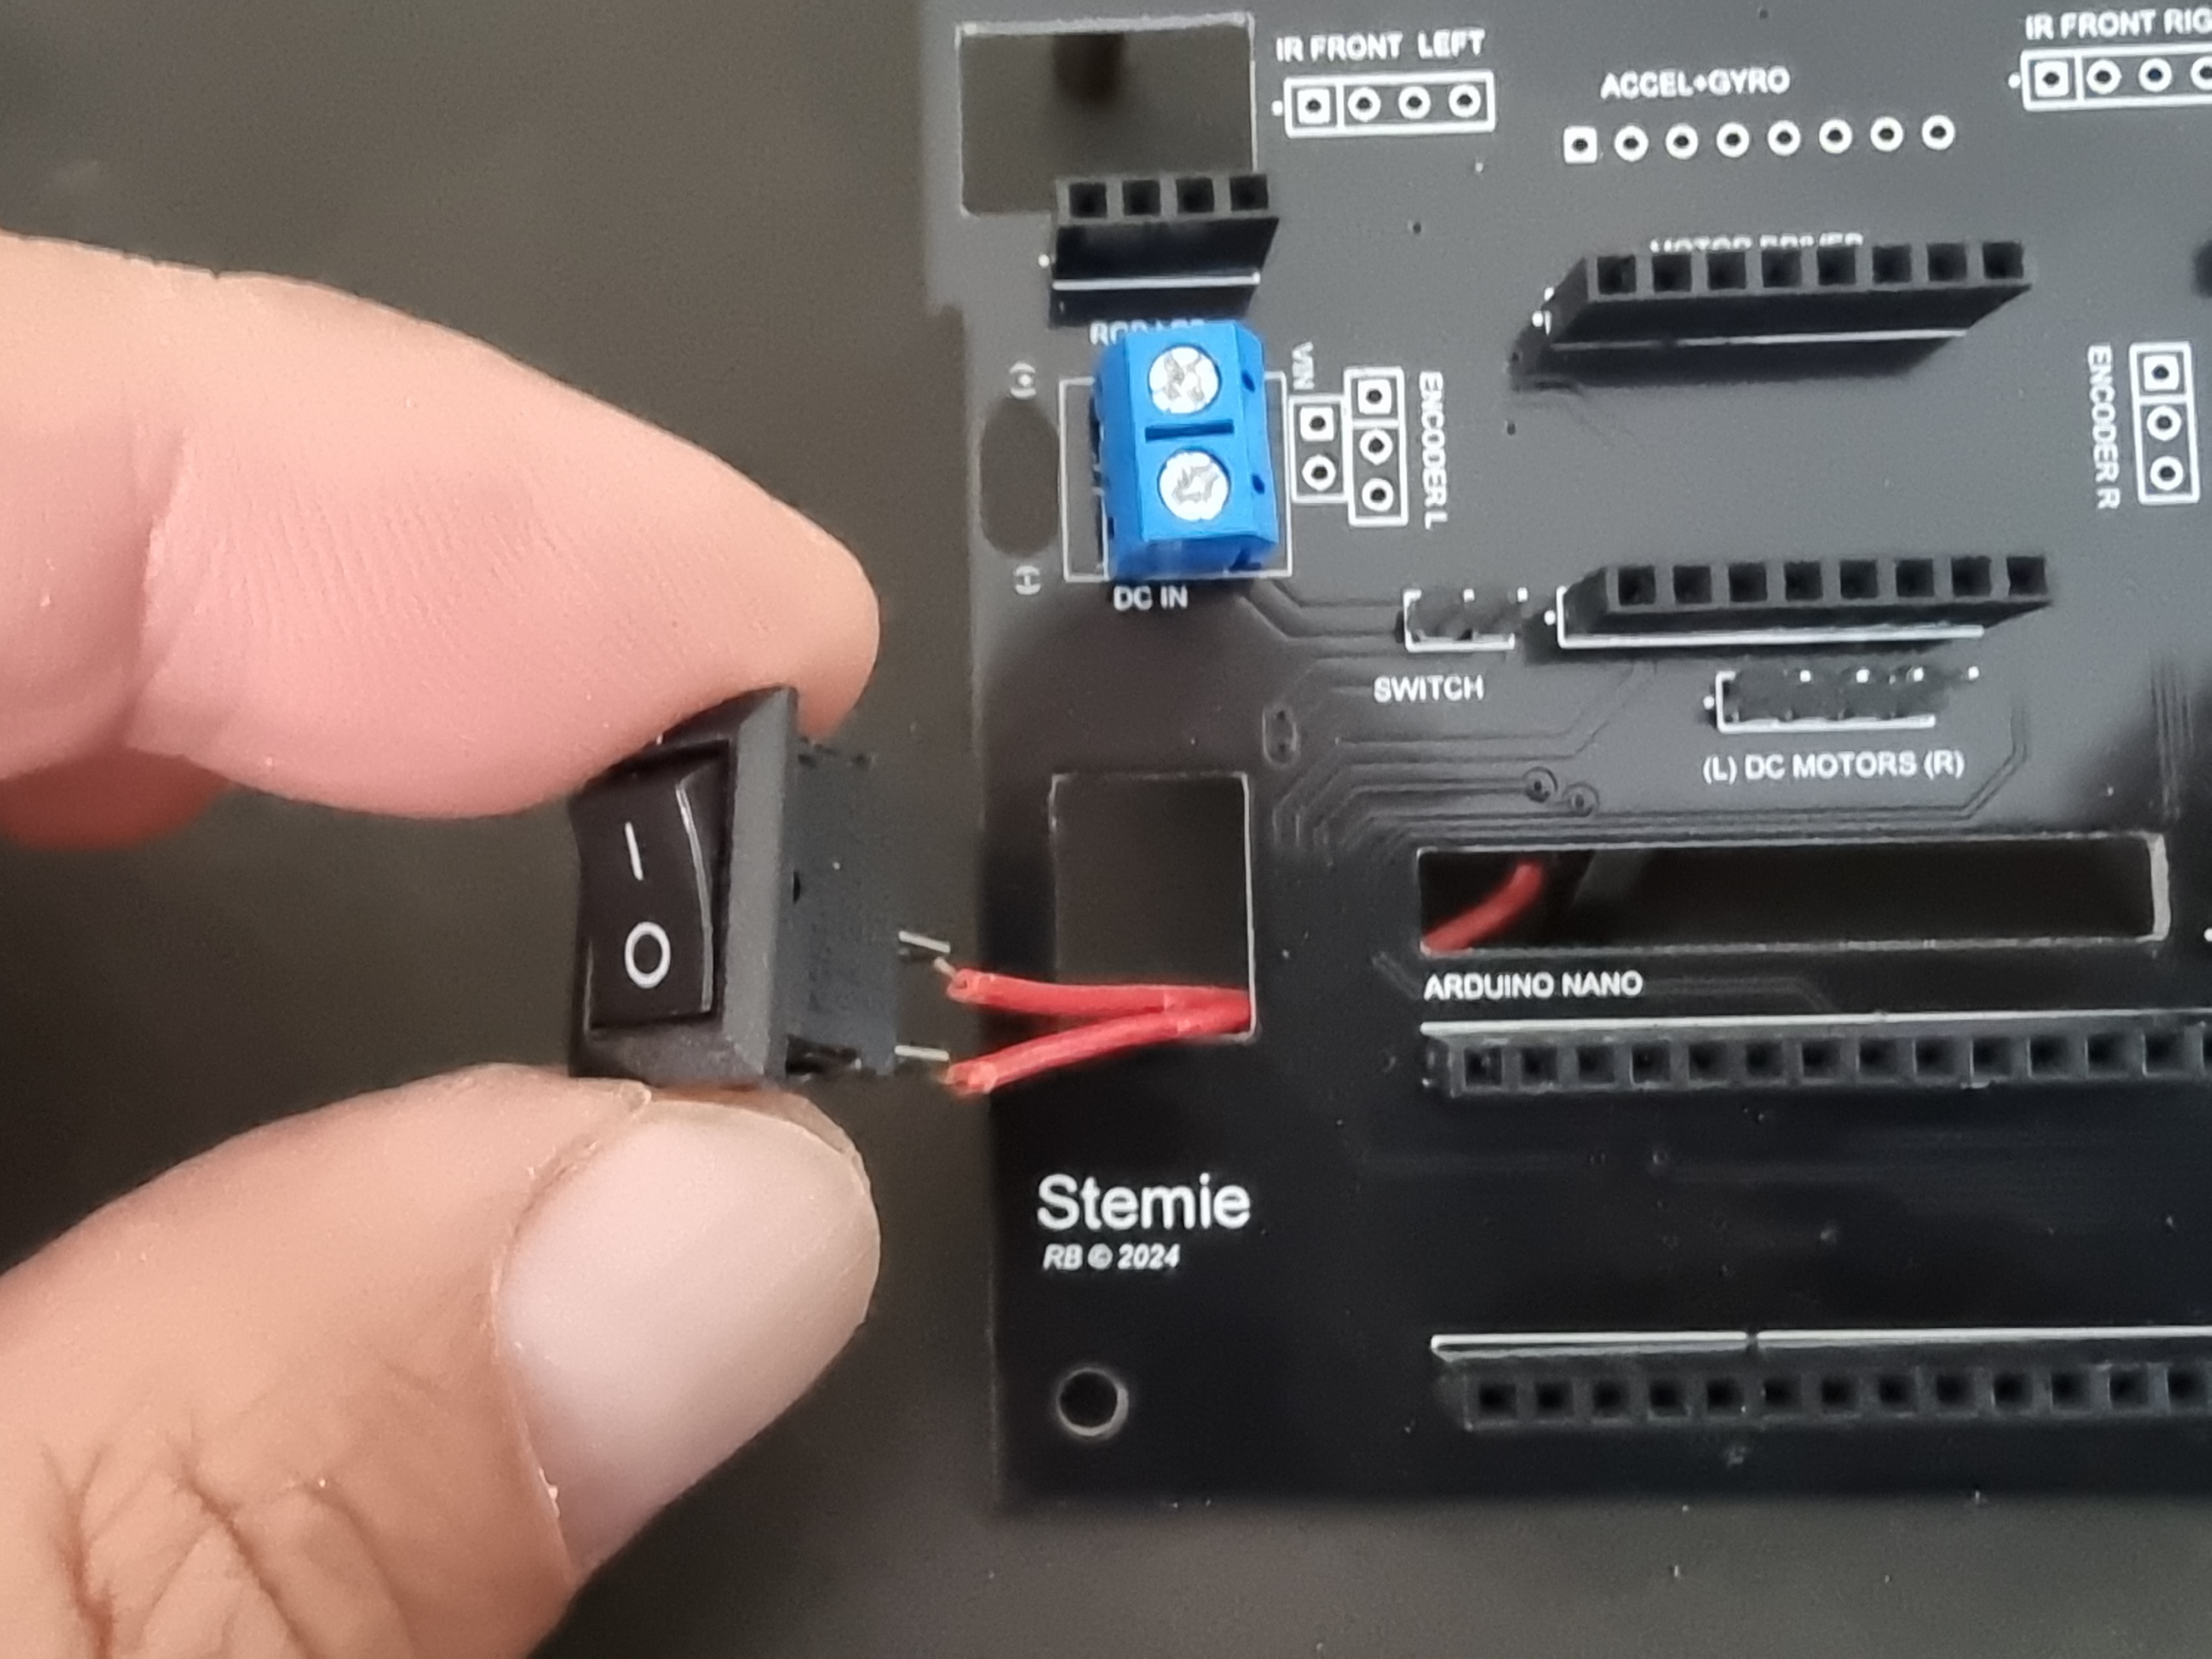 IR FRONT LEFT
IR FRONT
ACCEL+GYRO
(+)
VIN
ENCODER L
ENCODER R
(-)
DC IN
SWITCH
(L) DC MOTORS (R)
I
O
ARDUINO NANO
Stemie
RB © 2024